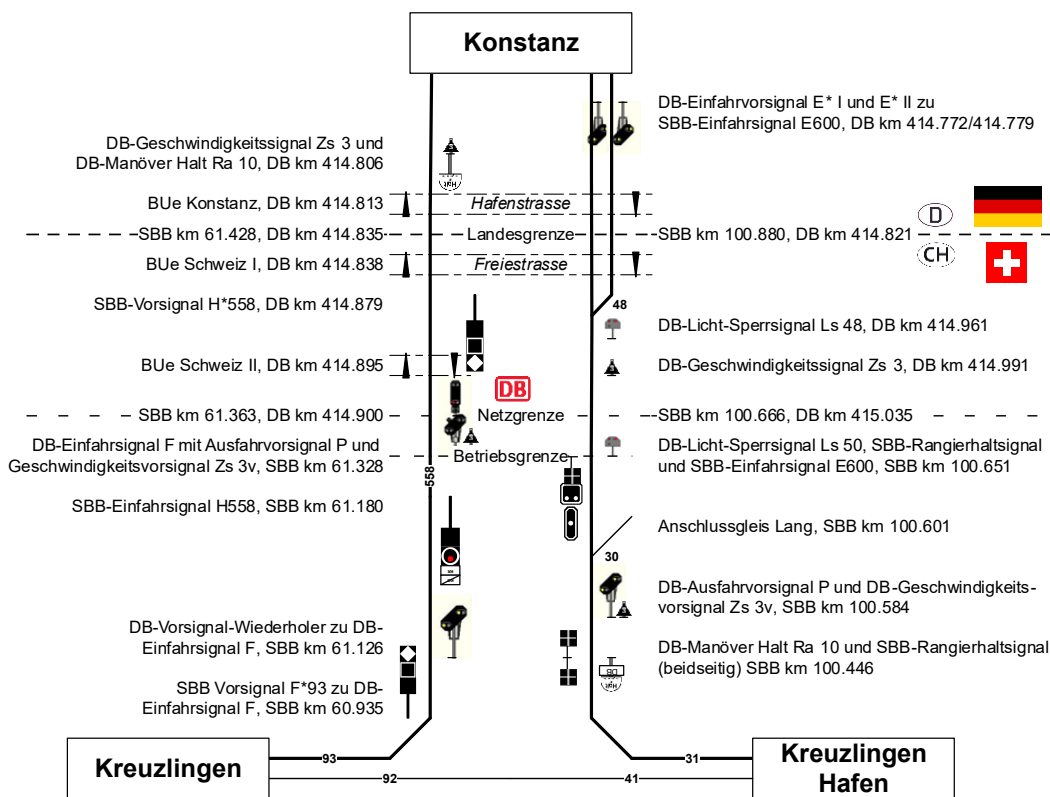 Konstanz
DB-Einfahrvorsignal E* I und E* II zu
SBB-Einfahrsignal E600, DB km 414.772/414.779
DB-Geschwindigkeitssignal Zs 3 und
DB-Manöver Halt Ra 10, DB km 414.806
BUe Konstanz, DB km 414.813
Hafenstrasse
D
SBB km 61.428, DB km 414.835
Landesgrenze
SBB km 100.880, DB km 414.821
CH
BUe Schweiz I, DB km 414.838
Freiestrasse
SBB-Vorsignal H*558, DB km 414.879
48
DB-Licht-Sperrsignal Ls 48, DB km 414.961
BUe Schweiz II, DB km 414.895
DB-Geschwindigkeitssignal Zs 3, DB km 414.991
DB
SBB km 61.363, DB km 414.900
Netzgrenze
SBB km 100.666, DB km 415.035
DB-Einfahrsignal F mit Ausfahrvorsignal P und
Geschwindigkeitsvorsignal Zs 3v, SBB km 61.328
Betriebsgrenze
DB-Licht-Sperrsignal Ls 50, SBB-Rangierhaltsignal
und SBB-Einfahrsignal E600, SBB km 100.651
558
SBB-Einfahrsignal H558, SBB km 61.180
Anschlussgleis Lang, SBB km 100.601
30
DB-Ausfahrvorsignal P und DB-Geschwindigkeits-
vorsignal Zs 3v, SBB km 100.584
DB-Vorsignal-Wiederholer zu DB-
Einfahrsignal F, SBB km 61.126
DB-Manöver Halt Ra 10 und SBB-Rangierhaltsignal
(beidseitig) SBB km 100.446
SBB Vorsignal F*93 zu DB-
Einfahrsignal F, SBB km 60.935
Kreuzlingen
93
92
41
31
Kreuzlingen
Hafen